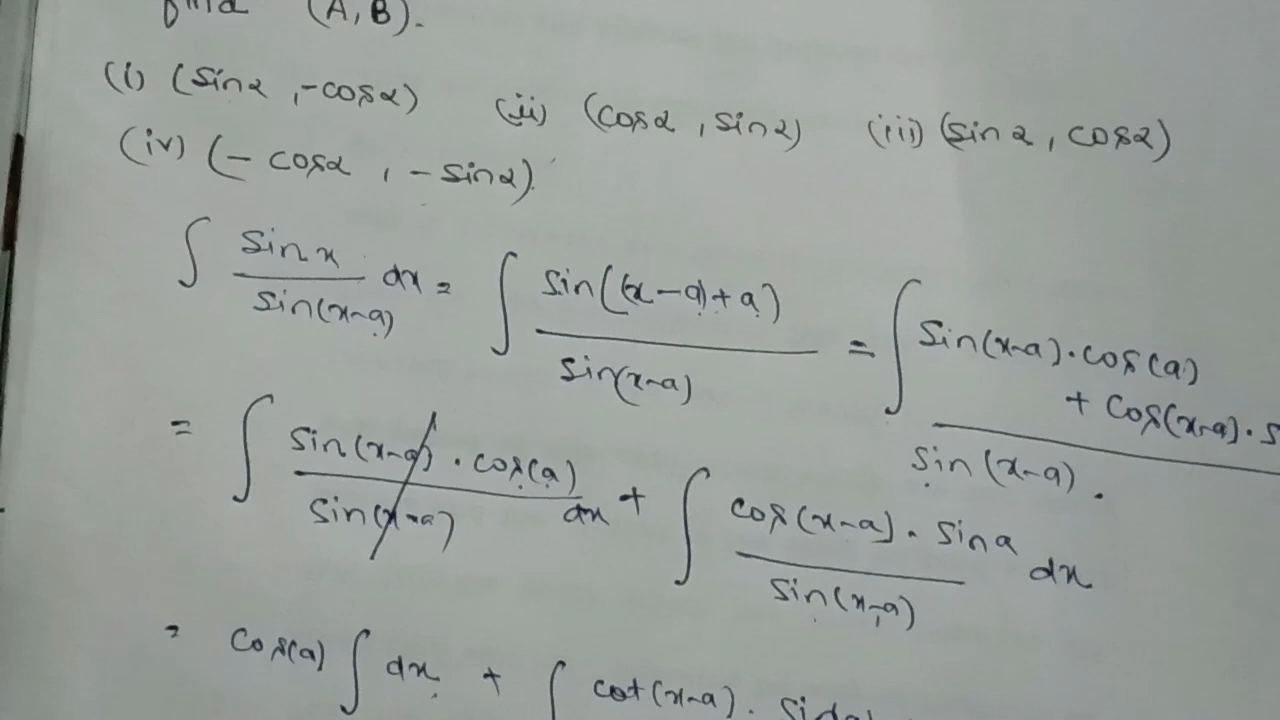 find (A, B).
(i) (sinα, -cosα) (ii) (cosα, sinα) (iii) (sinα, cosα)
(iv) (-cosα, -sinα).
∫ sinx / sin(x-a) dx = ∫ sin((x-a)+a) / sin(x-a) = ∫ sin(x-a).cos(a) + cos(x-a). / sin(x-a).
= ∫ sin(x-a).cos(a) / sin(x-a) dx + ∫ cos(x-a). sina / sin(x-a) dx
= cos(a) ∫ dx + ∫ cot(x-a).